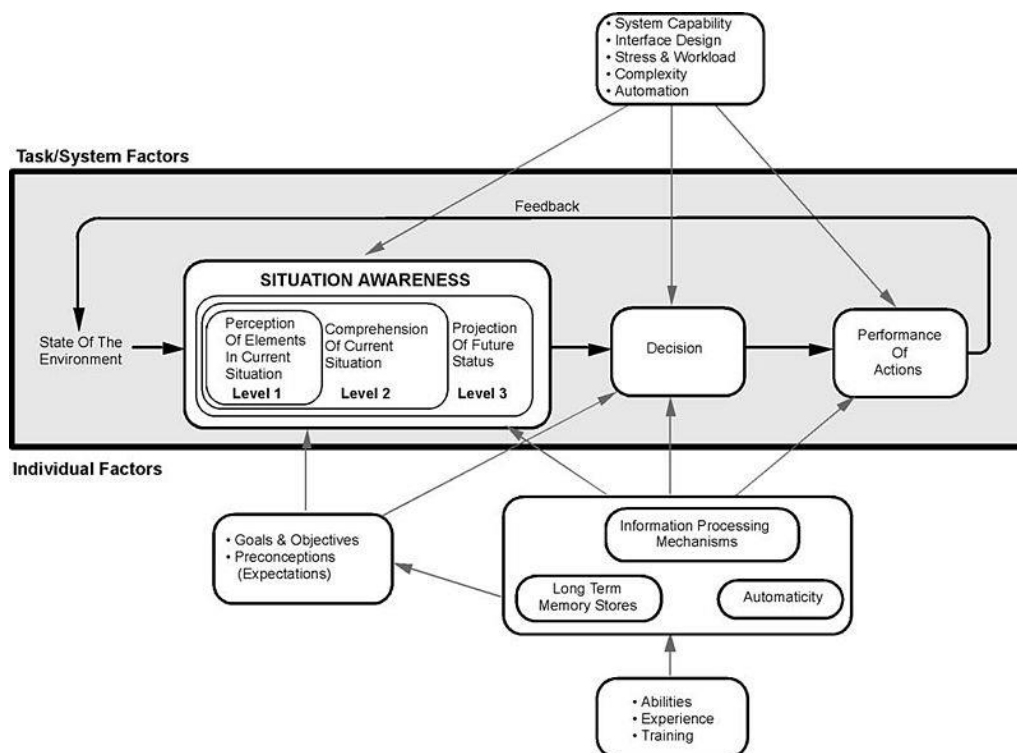 • System Capability
• Interface Design
• Stress & Workload
• Complexity
• Automation
Task/System Factors
Feedback
SITUATION AWARENESS
State Of The
Environment
Perception
Of Elements
In Current
Situation
Level 1
Comprehension
Of Current
Situation
Level 2
Projection
Of Future
Status
Level 3
Decision
Performance
Of
Actions
Individual Factors
• Goals & Objectives
• Preconceptions
(Expectations)
Information Processing
Mechanisms
Long Term
Memory Stores
Automaticity
• Abilities
• Experience
• Training